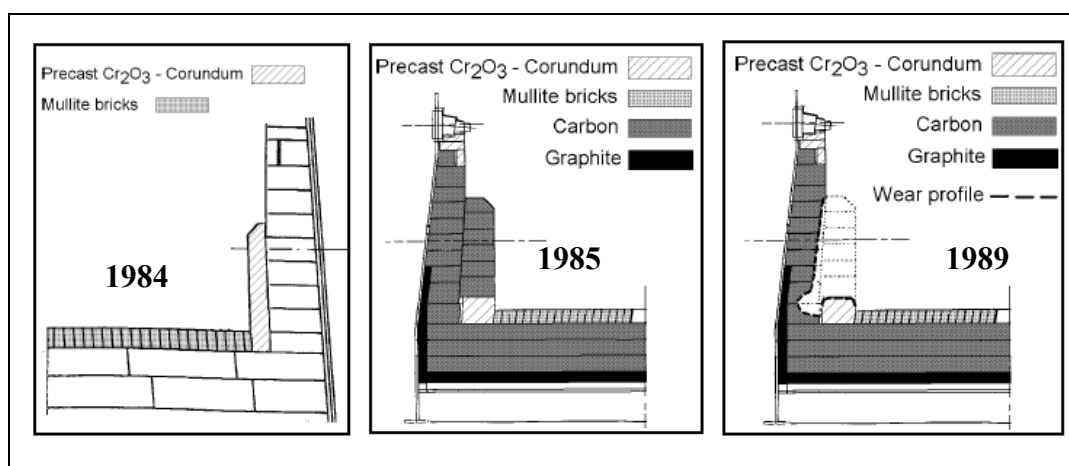 Precast Cr₂O₃ - Corundum
Mullite bricks
1984
Precast Cr₂O₃ - Corundum
Mullite bricks
Carbon
Graphite
1985
Precast Cr₂O₃ - Corundum
Mullite bricks
Carbon
Graphite
Wear profile
1989